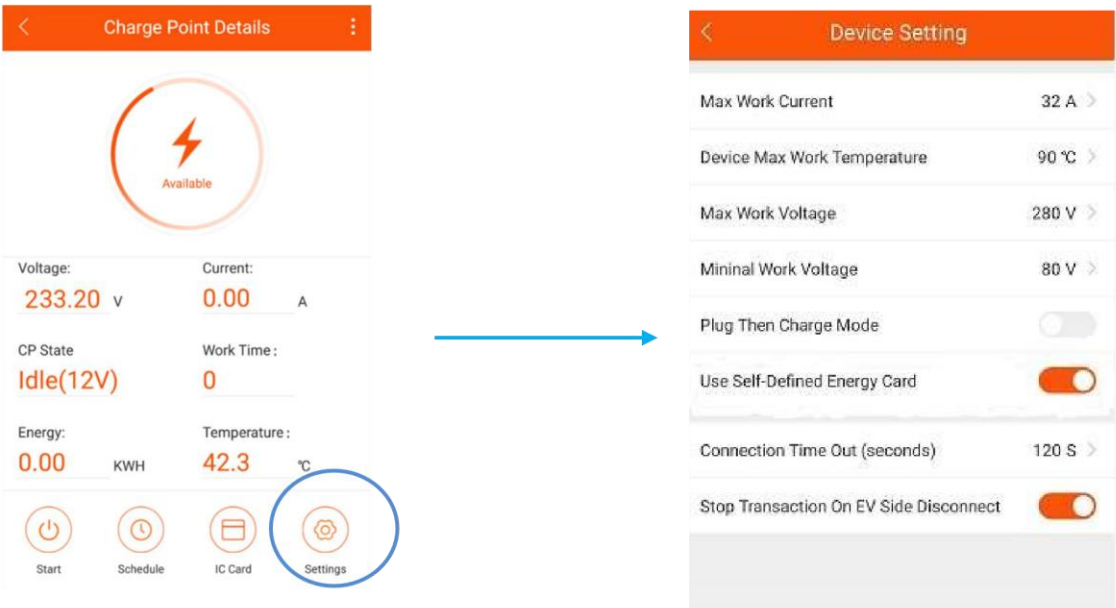 Charge Point Details
Available
Voltage: Current:
233.20 V 0.00 A
CP State Work Time :
Idle(12V) 0
Energy: Temperature :
0.00 KWH 42.3 ℃
Start Schedule IC Card Settings
Device Setting
Max Work Current 32 A
Device Max Work Temperature 90 ℃
Max Work Voltage 280 V
Mininal Work Voltage 80 V
Plug Then Charge Mode
Use Self-Defined Energy Card
Connection Time Out (seconds) 120 S
Stop Transaction On EV Side Disconnect